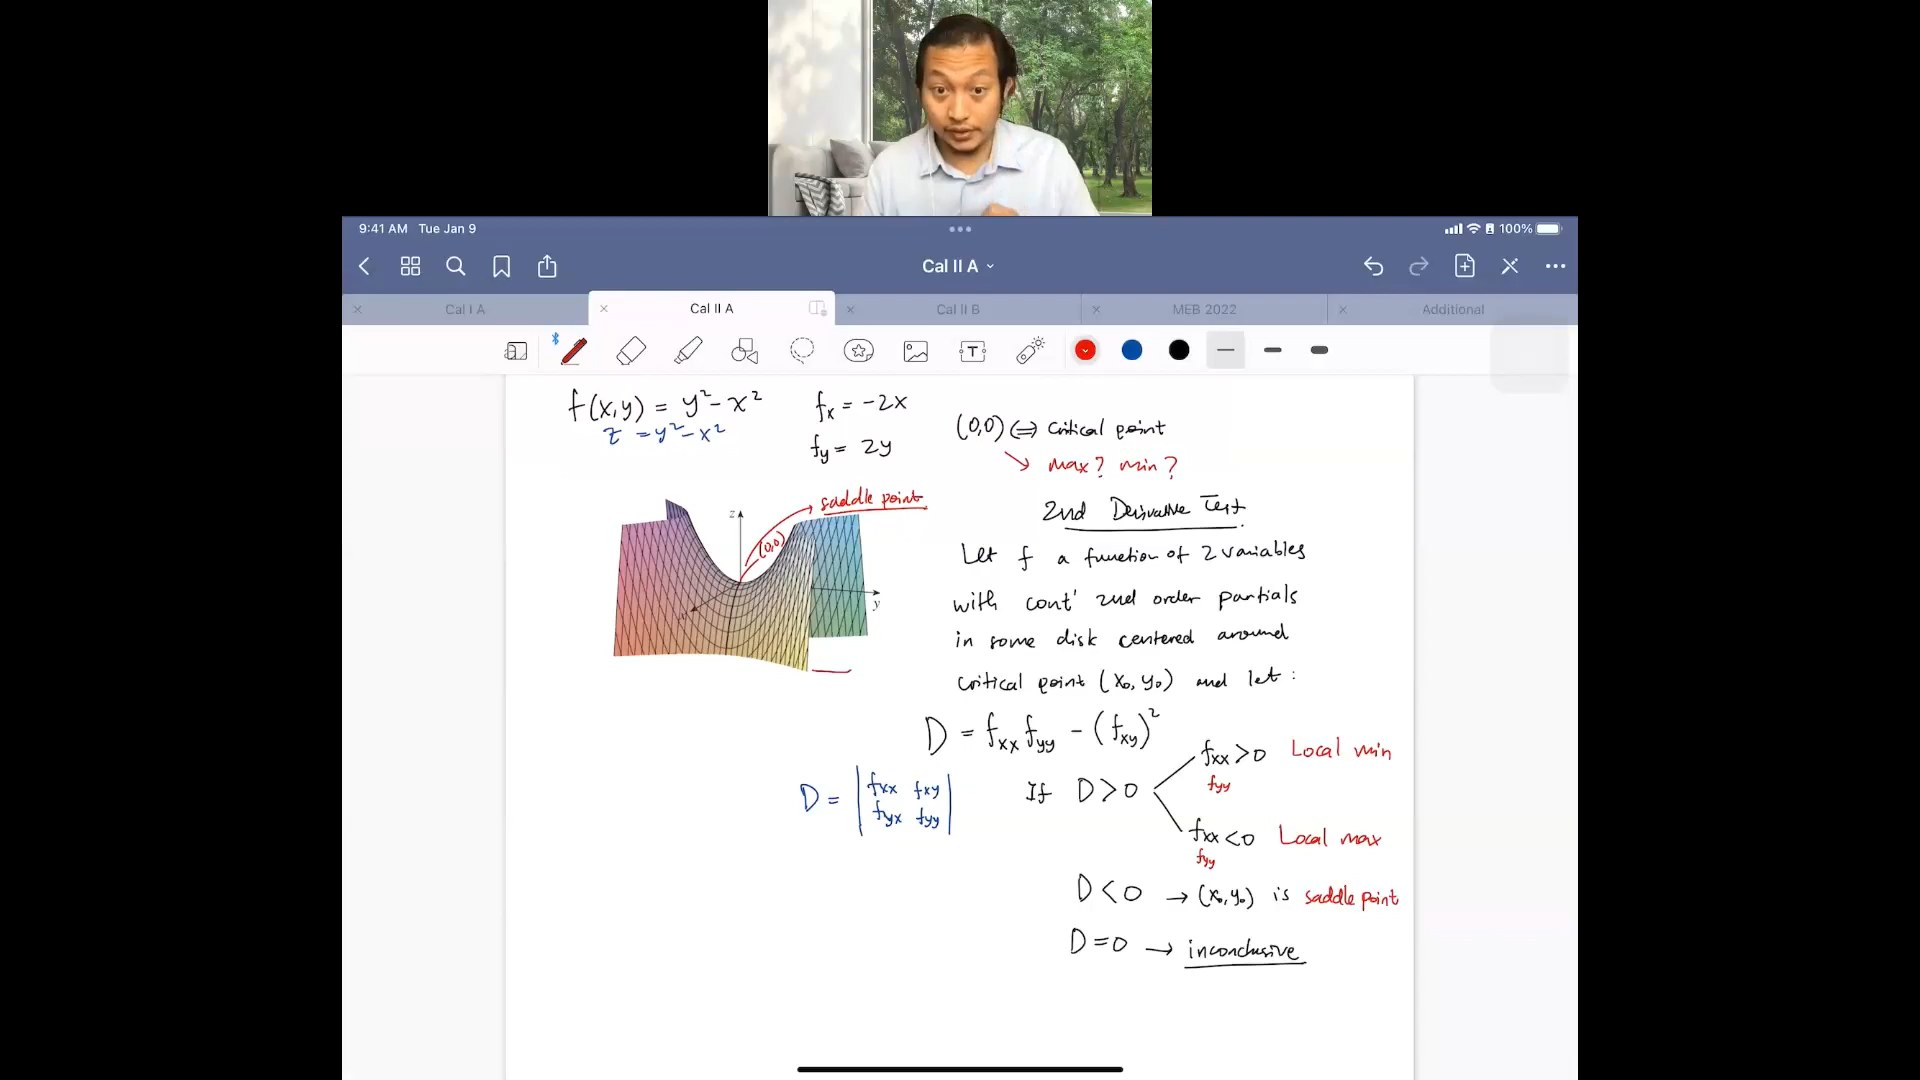 9:41 AM Tue Jan 9
100%
Cal II A
Cal I A
Cal II A
Cal II B
MEB 2022
Additional
f(x,y) = y² - x²
z = y² - x²
fx = -2x
fy = 2y
(0,0) ⇔ critical point
↘ max? min?
saddle point
(0,0)
z
y
x
2nd Derivative Test
Let f a function of 2 variables
with cont' 2nd order partials
in some disk centered around
critical point (x₀, y₀) and let :
D = fxx fyy - (fxy)²
D = | fxx fxy |
| fyx fyy |
If D > 0
fxx > 0 Local min
fyy
fxx < 0 Local max
fyy
D < 0 → (x₀, y₀) is saddle point
D = 0 → inconclusive